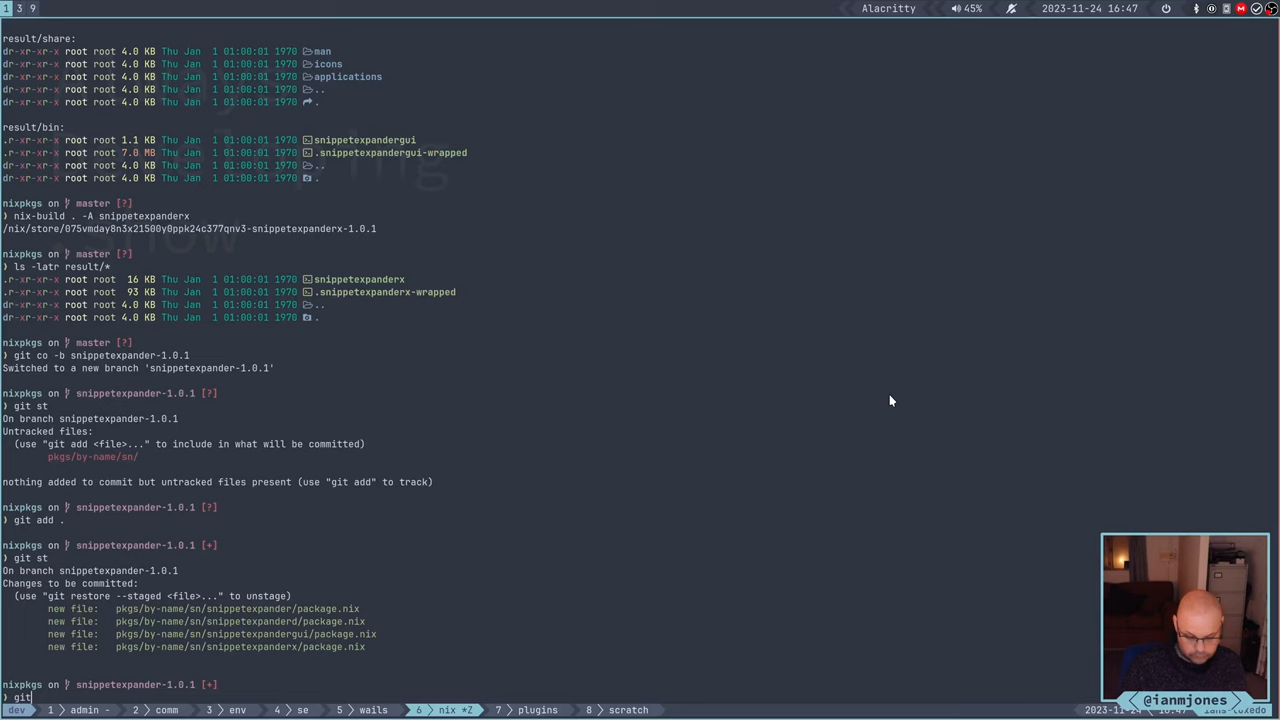 1 3 9 Alacritty 45% 2023-11-24 16:47
result/share:
dr-xr-xr-x root root 4.0 KB Thu Jan  1 01:00:01 1970 man
dr-xr-xr-x root root 4.0 KB Thu Jan  1 01:00:01 1970 icons
dr-xr-xr-x root root 4.0 KB Thu Jan  1 01:00:01 1970 applications
dr-xr-xr-x root root 4.0 KB Thu Jan  1 01:00:01 1970 ..
dr-xr-xr-x root root 4.0 KB Thu Jan  1 01:00:01 1970 .
result/bin:
.r-xr-xr-x root root 1.1 KB Thu Jan  1 01:00:01 1970 snippetexpandergui
.r-xr-xr-x root root 7.0 MB Thu Jan  1 01:00:01 1970 .snippetexpandergui-wrapped
dr-xr-xr-x root root 4.0 KB Thu Jan  1 01:00:01 1970 ..
dr-xr-xr-x root root 4.0 KB Thu Jan  1 01:00:01 1970 .
nixpkgs on master [?]
❯ nix-build . -A snippetexpanderx
/nix/store/075vmday8n3x21500y0ppk24c377qnv3-snippetexpanderx-1.0.1
nixpkgs on master [?]
❯ ls -latr result/*
.r-xr-xr-x root root  16 KB Thu Jan  1 01:00:01 1970 snippetexpanderx
.r-xr-xr-x root root  93 KB Thu Jan  1 01:00:01 1970 .snippetexpanderx-wrapped
dr-xr-xr-x root root 4.0 KB Thu Jan  1 01:00:01 1970 ..
dr-xr-xr-x root root 4.0 KB Thu Jan  1 01:00:01 1970 .
nixpkgs on master [?]
❯ git co -b snippetexpander-1.0.1
Switched to a new branch 'snippetexpander-1.0.1'
nixpkgs on snippetexpander-1.0.1 [?]
❯ git st
On branch snippetexpander-1.0.1
Untracked files:
(use "git add <file>..." to include in what will be committed)
pkgs/by-name/sn/
nothing added to commit but untracked files present (use "git add" to track)
nixpkgs on snippetexpander-1.0.1 [?]
❯ git add .
nixpkgs on snippetexpander-1.0.1 [+]
❯ git st
On branch snippetexpander-1.0.1
Changes to be committed:
(use "git restore --staged <file>..." to unstage)
new file:   pkgs/by-name/sn/snippetexpander/package.nix
new file:   pkgs/by-name/sn/snippetexpanderd/package.nix
new file:   pkgs/by-name/sn/snippetexpandergui/package.nix
new file:   pkgs/by-name/sn/snippetexpanderx/package.nix
nixpkgs on snippetexpander-1.0.1 [+]
❯ git
@ianmjones
dev 1 admin - 2 comm 3 env 4 se 5 wails 6 nix *Z 7 plugins 8 scratch 2023-11-24